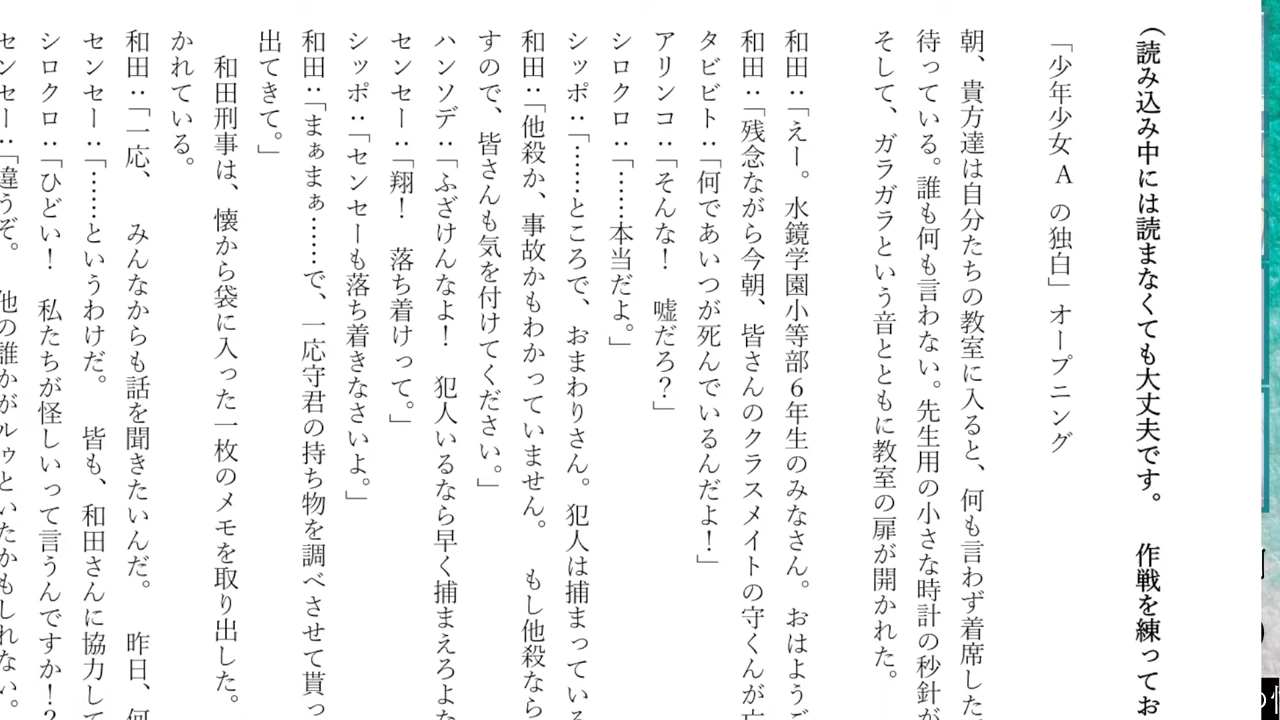 （読み込み中には読まなくても大丈夫です。　作戦を練ってお
「少年少女 A の独白」オープニング
朝、貴方達は自分たちの教室に入ると、何も言わず着席した
待っている。誰も何も言わない。先生用の小さな時計の秒針が
そして、ガラガラという音とともに教室の扉が開かれた。
和田：「えー。水鏡学園小等部６年生のみなさん。おはようご
和田：「残念ながら今朝、皆さんのクラスメイトの守くんが亡
タビビト：「何であいつが死んでいるんだよ！」
アリンコ：「そんな！　嘘だろ？」
シロクロ：「……本当だよ。」
シッポ：「……ところで、おまわりさん。犯人は捕まっている
和田：「他殺か、事故かもわかっていません。　もし他殺なら
すので、皆さんも気を付けてください。」
ハンソデ：「ふざけんなよ！　犯人いるなら早く捕まえろよた
センセー：「翔！　落ち着けって。」
シッポ：「センセーも落ち着きなさいよ。」
和田：「まぁまぁ……で、一応守君の持ち物を調べさせて貰っ
出てきて。」
和田刑事は、懐から袋に入った一枚のメモを取り出した。
かれている。
和田：「一応、　みんなからも話を聞きたいんだ。　昨日、何
センセー：「……というわけだ。　皆も、和田さんに協力して
シロクロ：「ひどい！　私たちが怪しいって言うんですか！？
センセー：「違うぞ。　他の誰かがルゥといたかもしれない。